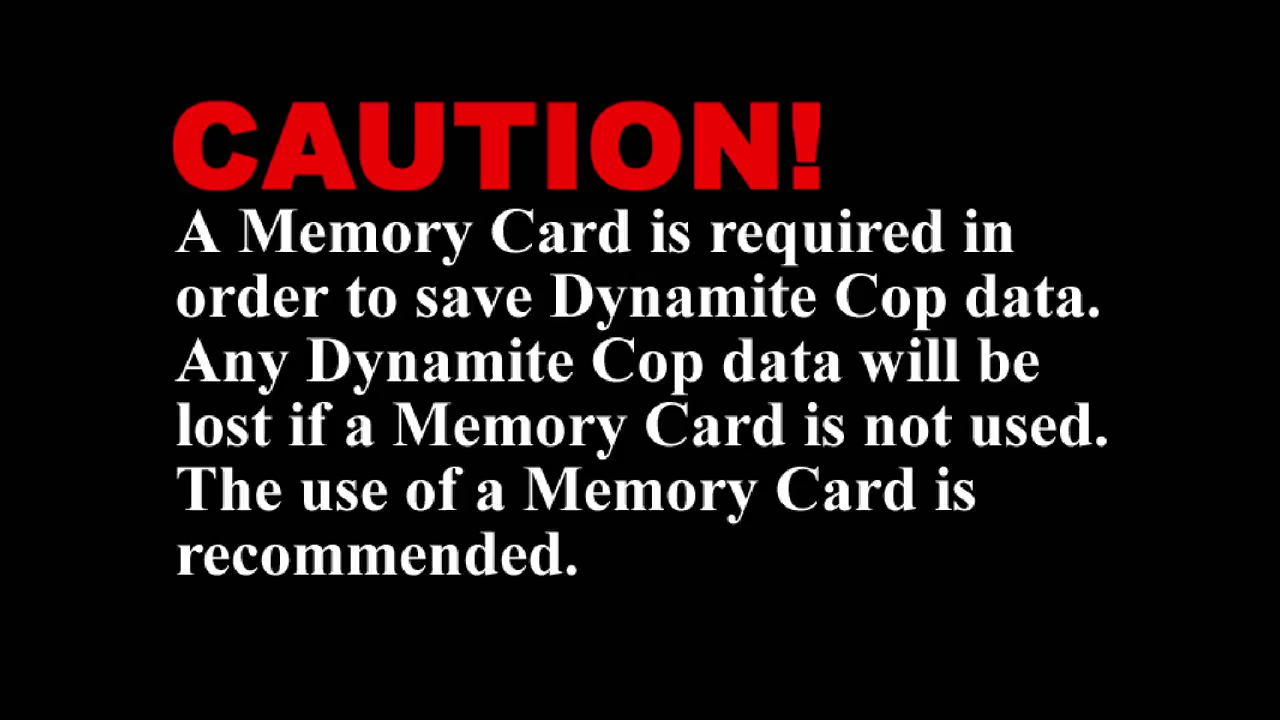 CAUTION!
A Memory Card is required in
order to save Dynamite Cop data.
Any Dynamite Cop data will be
lost if a Memory Card is not used.
The use of a Memory Card is
recommended.